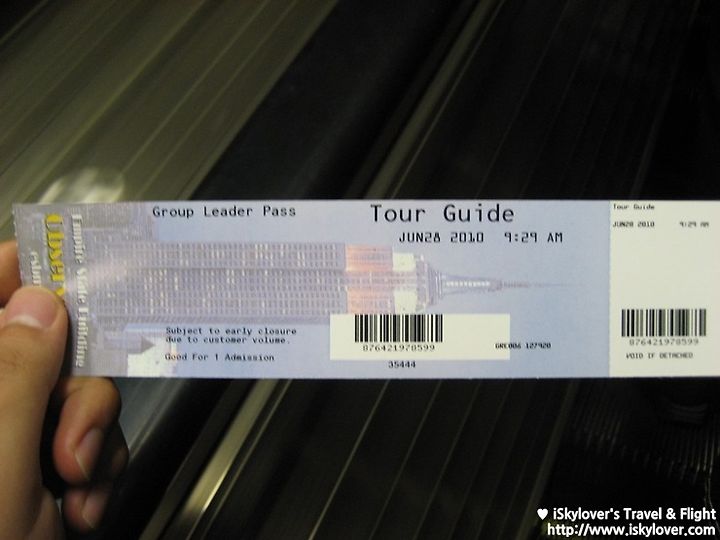 Group Leader Pass
Tour Guide
JUN28 2010 9:29 AM
Empire State Building
Subject to early closure
due to customer volume.
Good For 1 Admission
876421978599
35444
Tour Guide
JUN28 2010 9:29 AM
876421978599
VOID IF DETACHED
♥ iSkylover's Travel & Flight
http://www.iskylover.com